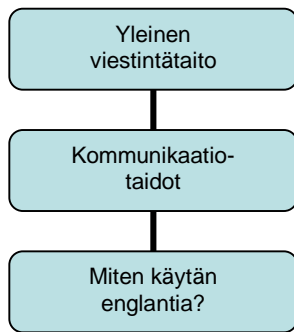 Yleinen
viestintätaito
Kommunikaatio-
taidot
Miten käytän
englantia?